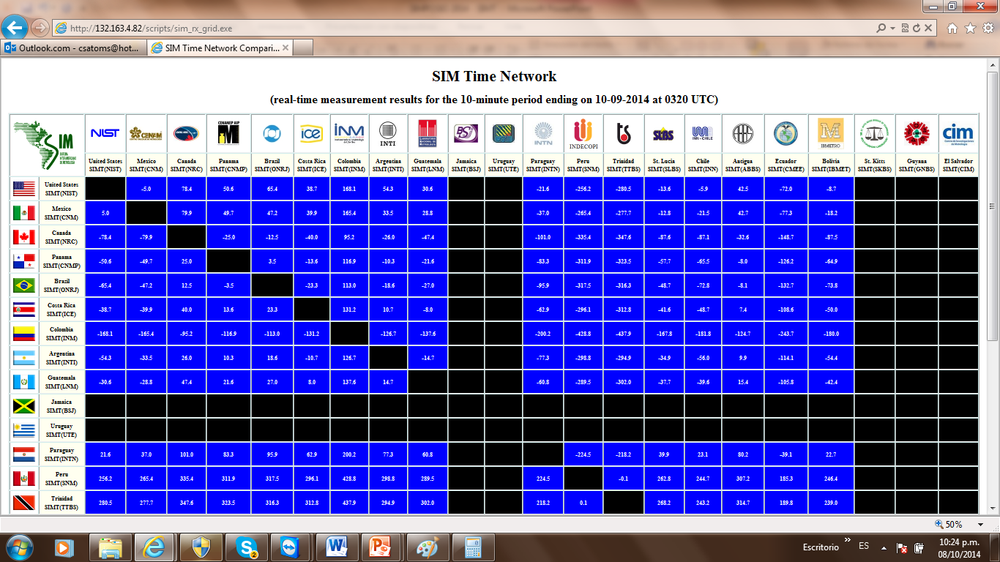 http://132.163.4.82/scripts/sim_rx_grid.exe
Outlook.com - csatoms@hot... SIM Time Network Compari...
SIM Time Network
(real-time measurement results for the 10-minute period ending on 10-09-2014 at 0320 UTC)
SIM NIST CENAM CENAMEP AIP ice INM INTI BSJ INTN INDECOPI SLBS INN - CHILE IBMETRO cim
United States Mexico Canada Panama Brazil Costa Rica Colombia Argentina Guatemala Jamaica Uruguay Paraguay Peru Trinidad St. Lucia Chile Antigua Ecuador Bolivia St. Kitts Guyana El Salvador
SIMT(NIST) SIMT(CNM) SIMT(NRC) SIMT(CNMP) SIMT(ONRJ) SIMT(ICE) SIMT(INM) SIMT(INTI) SIMT(LNM) SIMT(BSJ) SIMT(UTE) SIMT(INTN) SIMT(SNM) SIMT(TTBS) SIMT(SLBS) SIMT(INN) SIMT(ABBS) SIMT(CMEE) SIMT(IBMET) SIMT(SKBS) SIMT(GNBS) SIMT(CIM)
United States
SIMT(NIST) -5.0 78.4 50.6 65.4 38.7 168.1 54.3 30.6 -21.6 -256.2 -280.5 -13.6 -5.9 42.5 -72.0 -8.7
Mexico
SIMT(CNM) 5.0 79.9 49.7 47.2 39.9 165.4 33.5 28.8 -37.0 -265.4 -277.7 -12.8 -21.5 42.7 -77.3 -18.2
Canada
SIMT(NRC) -78.4 -79.9 -25.0 -12.5 -40.0 95.2 -26.0 -47.4 -101.0 -335.4 -347.6 -87.6 -87.1 -32.6 -148.7 -87.5
Panama
SIMT(CNMP) -50.6 -49.7 25.0 3.5 -13.6 116.9 -10.3 -21.6 -83.3 -311.9 -323.5 -57.7 -65.5 -8.0 -126.2 -64.9
Brazil
SIMT(ONRJ) -65.4 -47.2 12.5 -3.5 -23.3 113.0 -18.6 -27.0 -95.9 -317.5 -316.3 -48.7 -72.8 -8.1 -132.7 -73.8
Costa Rica
SIMT(ICE) -38.7 -39.9 40.0 13.6 23.3 131.2 10.7 -8.0 -62.9 -296.1 -312.8 -41.6 -48.7 7.4 -108.6 -50.0
Colombia
SIMT(INM) -168.1 -165.4 -95.2 -116.9 -113.0 -131.2 -126.7 -137.6 -200.2 -428.8 -437.9 -167.8 -181.8 -124.7 -243.7 -180.0
Argentina
SIMT(INTI) -54.3 -33.5 26.0 10.3 18.6 -10.7 126.7 -14.7 -77.3 -298.8 -294.9 -34.9 -56.0 9.9 -114.1 -54.4
Guatemala
SIMT(LNM) -30.6 -28.8 47.4 21.6 27.0 8.0 137.6 14.7 -60.8 -289.5 -302.0 -37.7 -39.6 15.4 -105.8 -42.4
Jamaica
SIMT(BSJ)
Uruguay
SIMT(UTE)
Paraguay
SIMT(INTN) 21.6 37.0 101.0 83.3 95.9 62.9 200.2 77.3 60.8 -224.5 -218.2 39.9 23.1 80.2 -39.1 22.7
Peru
SIMT(SNM) 256.2 265.4 335.4 311.9 317.5 296.1 428.8 298.8 289.5 224.5 -0.1 262.8 244.7 307.2 185.3 246.4
Trinidad
SIMT(TTBS) 280.5 277.7 347.6 323.5 316.3 312.8 437.9 294.9 302.0 218.2 0.1 268.2 243.2 314.7 189.8 239.0
50%
Escritorio ES 10:24 p.m.
08/10/2014